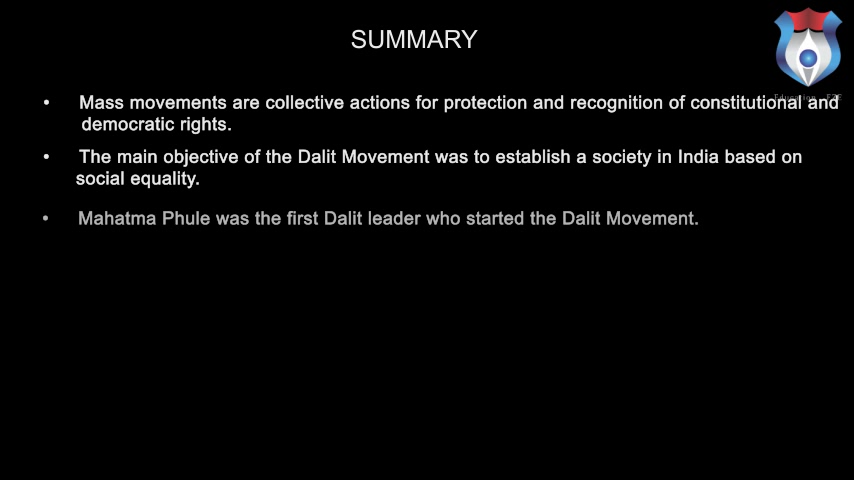 SUMMARY
• Mass movements are collective actions for protection and recognition of constitutional and
democratic rights.
• The main objective of the Dalit Movement was to establish a society in India based on
social equality.
• Mahatma Phule was the first Dalit leader who started the Dalit Movement.